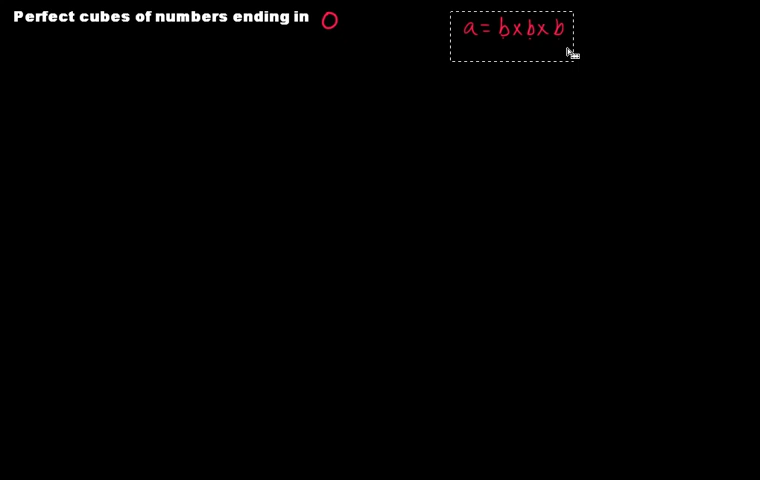 Perfect cubes of numbers ending in 0
a = b x b x b